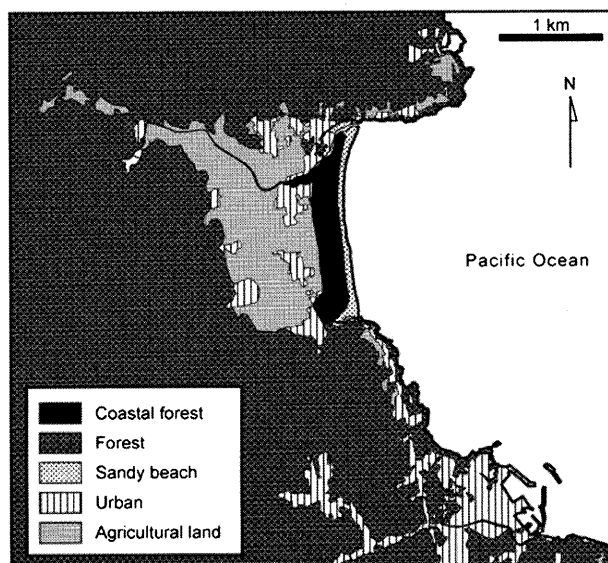 1 km
N
Pacific Ocean
Coastal forest
Forest
Sandy beach
Urban
Agricultural land